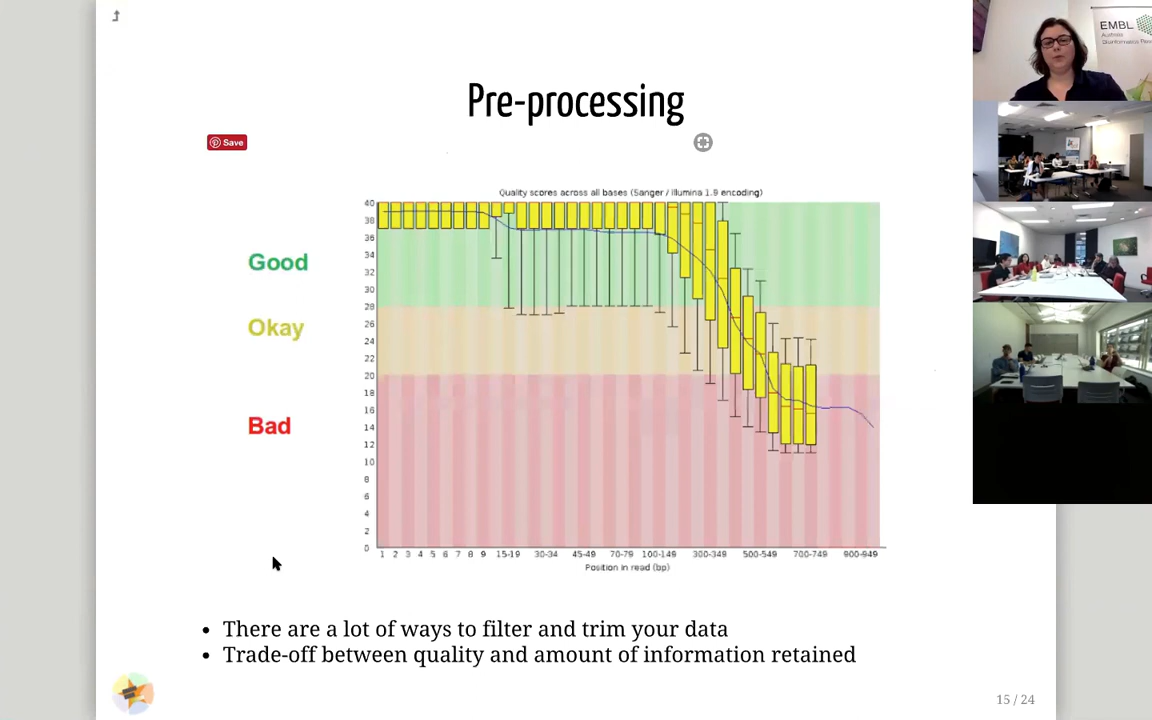 Pre-processing
Save
Quality scores across all bases (Sanger / Illumina 1.9 encoding)
40
38
36
34
32
30
28
26
24
22
20
18
16
14
12
10
8
6
4
2
0
Good
Okay
Bad
1 2 3 4 5 6 7 8 9 15-19 30-34 45-49 70-79 100-149 300-349 500-549 700-749 900-949
Position in read (bp)
• There are a lot of ways to filter and trim your data
• Trade-off between quality and amount of information retained
15 / 24
EMBL